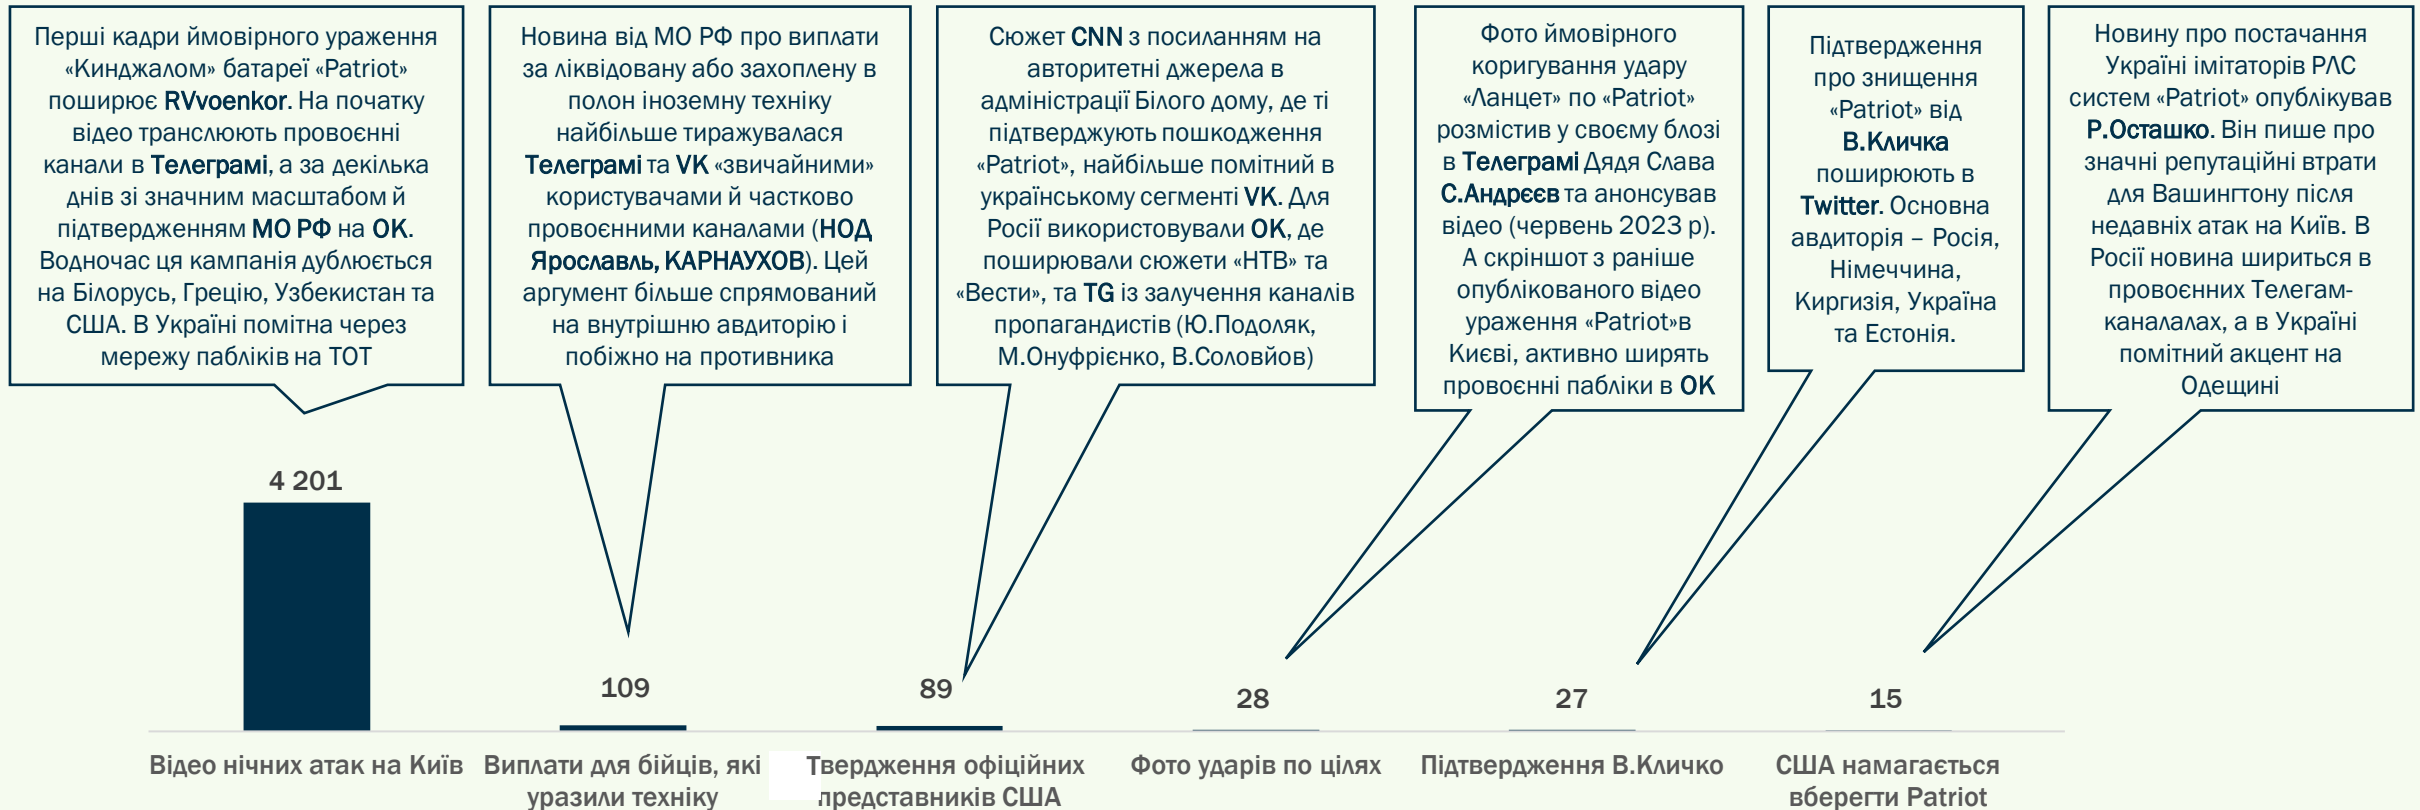 Перші кадри ймовірного ураження
«Кинджалом» батареї «Patriot»
поширює RVvoenkor. На початку
відео транслюють провоєнні
канали в Телеграмі, а за декілька
днів зі значним масштабом й
підтвердженням МО РФ на ОК.
Водночас ця кампанія дублюється
на Білорусь, Грецію, Узбекистан та
США. В Україні помітна через
мережу пабліків на ТОТ
Новина від МО РФ про виплати
за ліквідовану або захоплену в
полон іноземну техніку
найбільше тиражувалася
Телеграмі та VK «звичайними»
користувачами й частково
провоєнними каналами (НОД
Ярославль, КАРНАУХОВ). Цей
аргумент більше спрямований
на внутрішню авдиторію і
побіжно на противника
Сюжет CNN з посиланням на
авторитетні джерела в
адміністрації Білого дому, де ті
підтверджують пошкодження
«Patriot», найбільше помітний в
українському сегменті VK. Для
Росії використовували ОК, де
поширювали сюжети «НТВ» та
«Вести», та TG із залучення каналів
пропагандистів (Ю.Подоляк,
М.Онуфрієнко, В.Соловйов)
Фото ймовірного
коригування удару
«Ланцет» по «Patriot»
розмістив у своєму блозі
в Телеграмі Дядя Слава
С.Андрєєв та анонсував
відео (червень 2023 р).
А скріншот з раніше
опублікованого відео
ураження «Patriot»в
Києві, активно ширять
провоєнні пабліки в ОК
Підтвердження
про знищення
«Patriot» від
В.Кличка
поширюють в
Twitter. Основна
авдиторія – Росія,
Німеччина,
Киргизія, Україна
та Естонія.
Новину про постачання
Україні імітаторів РЛС
систем «Patriot» опублікував
Р.Осташко. Він пише про
значні репутаційні втрати
для Вашингтону після
недавніх атак на Київ. В
Росії новина шириться в
провоєнних Телегам-
каналалах, а в Україні
помітний акцент на
Одещині
4 201
109
89
28
27
15
Відео нічних атак на Київ
Виплати для бійців, які
уразили техніку
Твердження офіційних
представників США
Фото ударів по цілях
Підтвердження В.Кличко
США намагається
вберегти Patriot